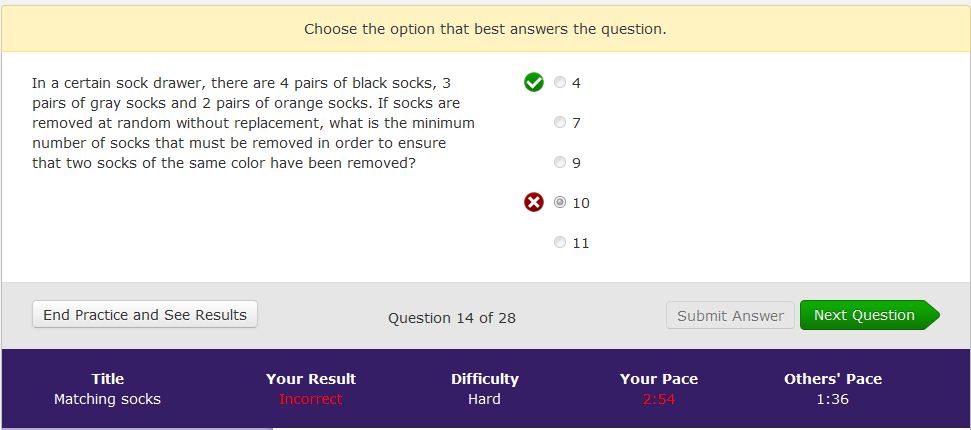 Choose the option that best answers the question.
In a certain sock drawer, there are 4 pairs of black socks, 3
pairs of gray socks and 2 pairs of orange socks. If socks are
removed at random without replacement, what is the minimum
number of socks that must be removed in order to ensure
that two socks of the same color have been removed?
4
7
9
10
11
End Practice and See Results
Question 14 of 28
Submit Answer
Next Question
Title Your Result Difficulty Your Pace Others' Pace
Matching socks Incorrect Hard 2:54 1:36